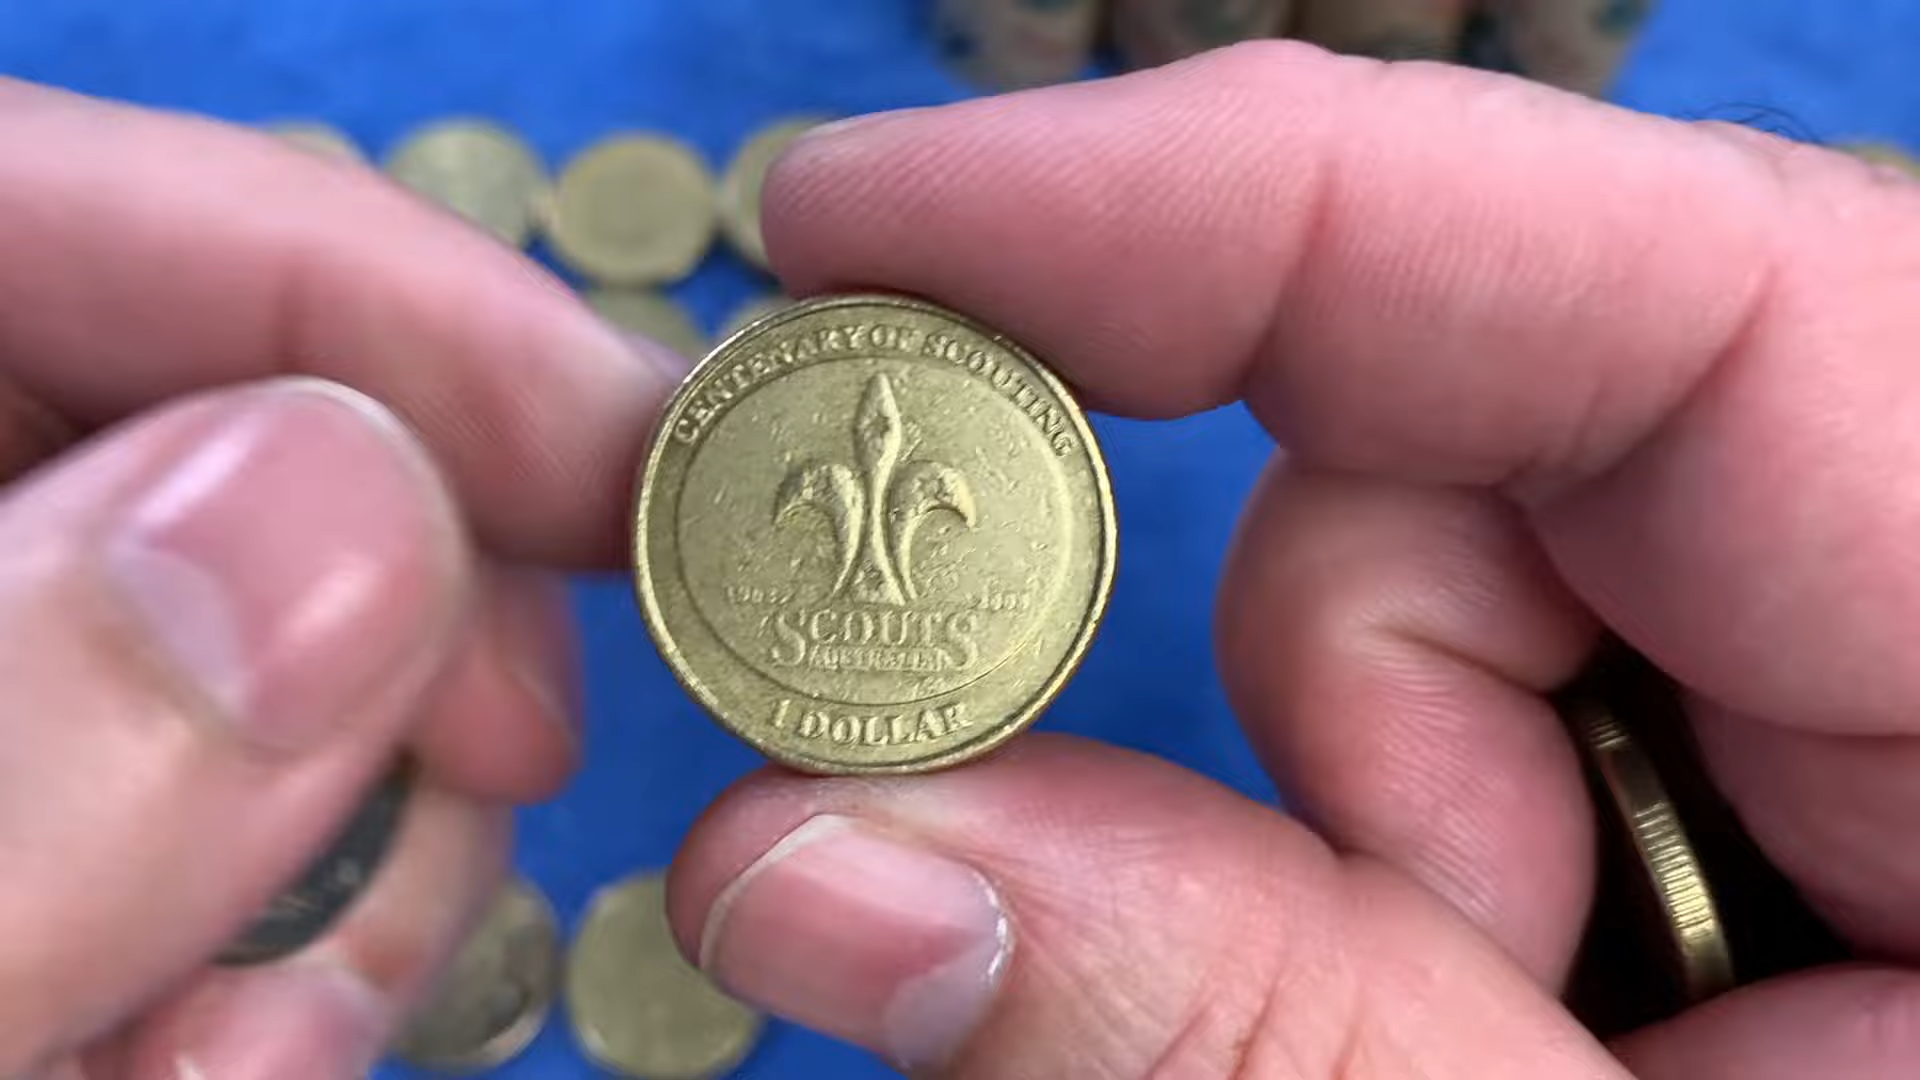 CENTENARY OF SCOUTING
SCOUTS
AUSTRALIA
1 DOLLAR